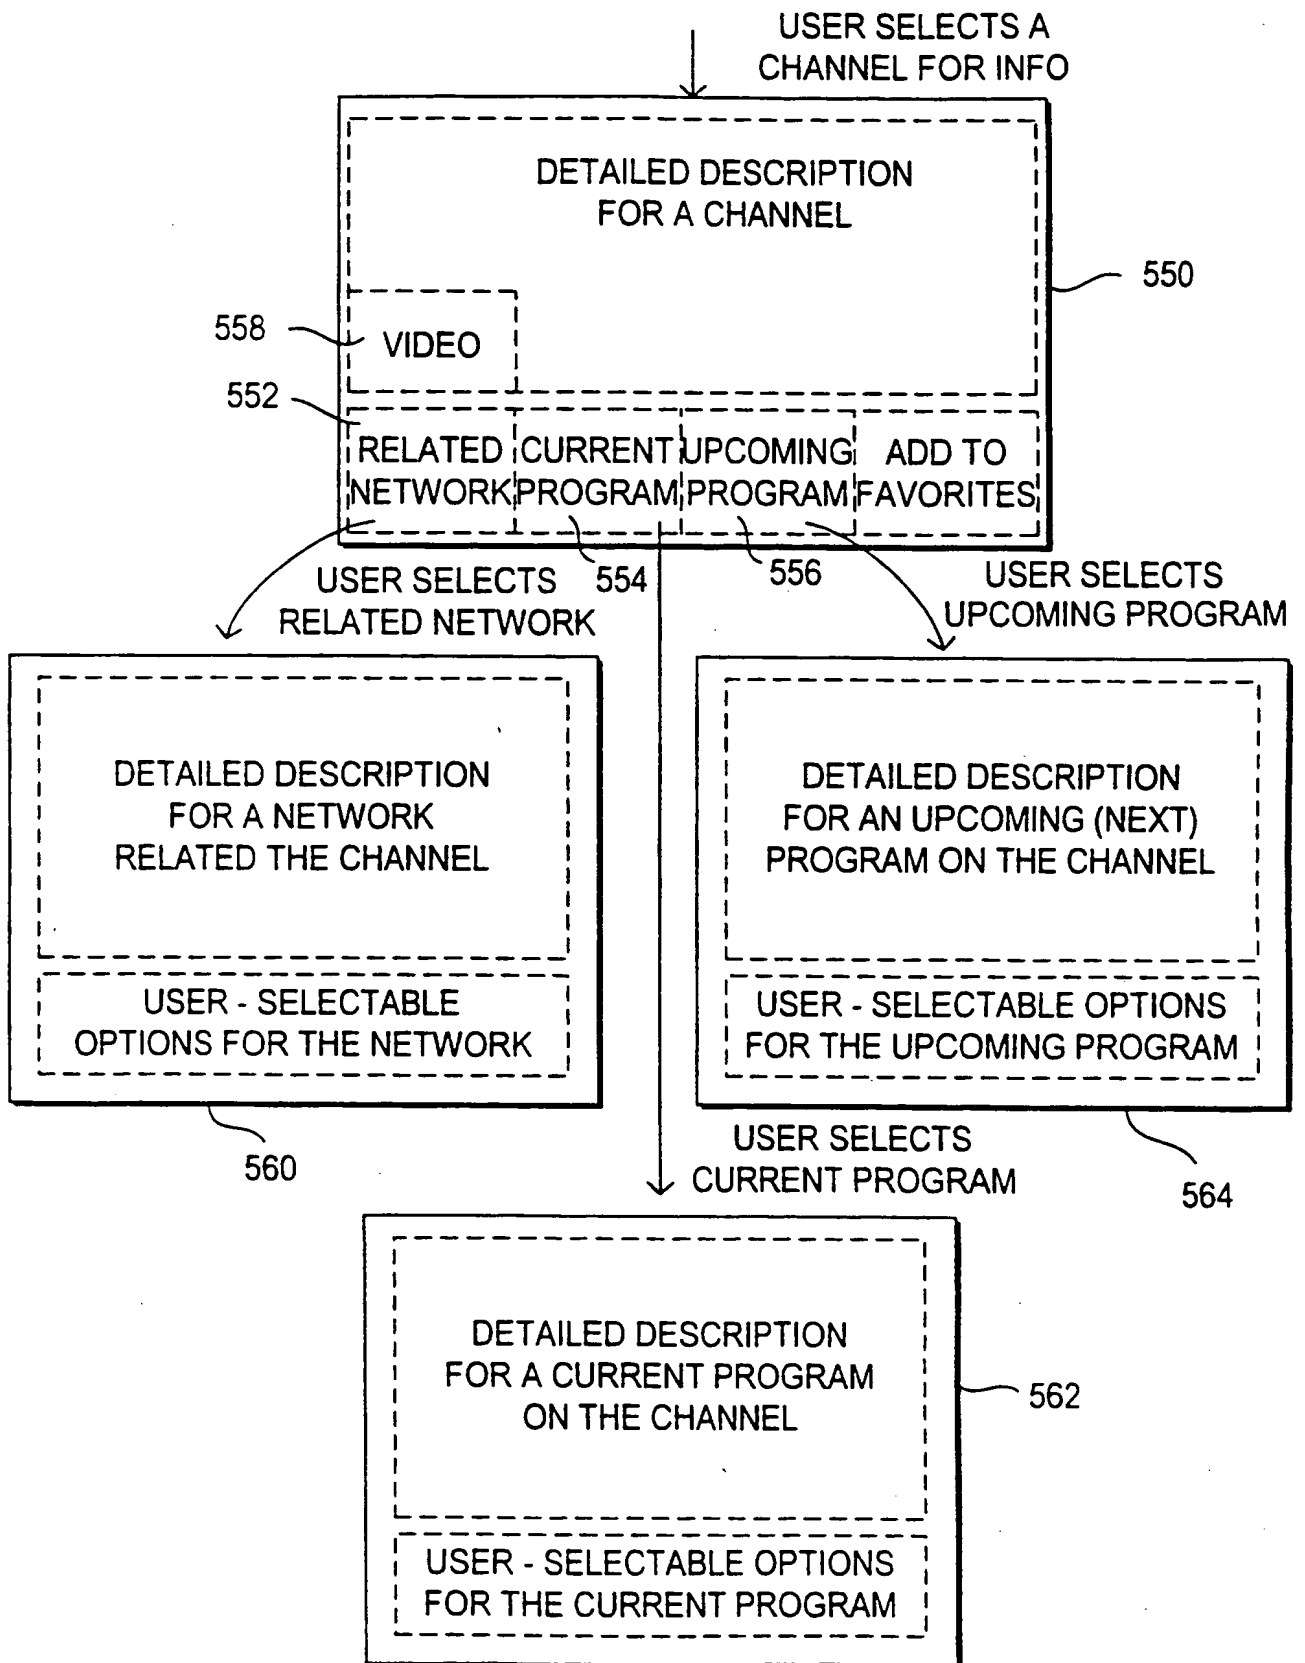 USER SELECTS A
CHANNEL FOR INFO
DETAILED DESCRIPTION
FOR A CHANNEL
550
558
VIDEO
552
RELATED
NETWORK
CURRENT
PROGRAM
UPCOMING
PROGRAM
ADD TO
FAVORITES
554
556
USER SELECTS
RELATED NETWORK
USER SELECTS
UPCOMING PROGRAM
DETAILED DESCRIPTION
FOR A NETWORK
RELATED THE CHANNEL
USER - SELECTABLE
OPTIONS FOR THE NETWORK
560
DETAILED DESCRIPTION
FOR AN UPCOMING (NEXT)
PROGRAM ON THE CHANNEL
USER - SELECTABLE OPTIONS
FOR THE UPCOMING PROGRAM
564
USER SELECTS
CURRENT PROGRAM
DETAILED DESCRIPTION
FOR A CURRENT PROGRAM
ON THE CHANNEL
562
USER - SELECTABLE OPTIONS
FOR THE CURRENT PROGRAM